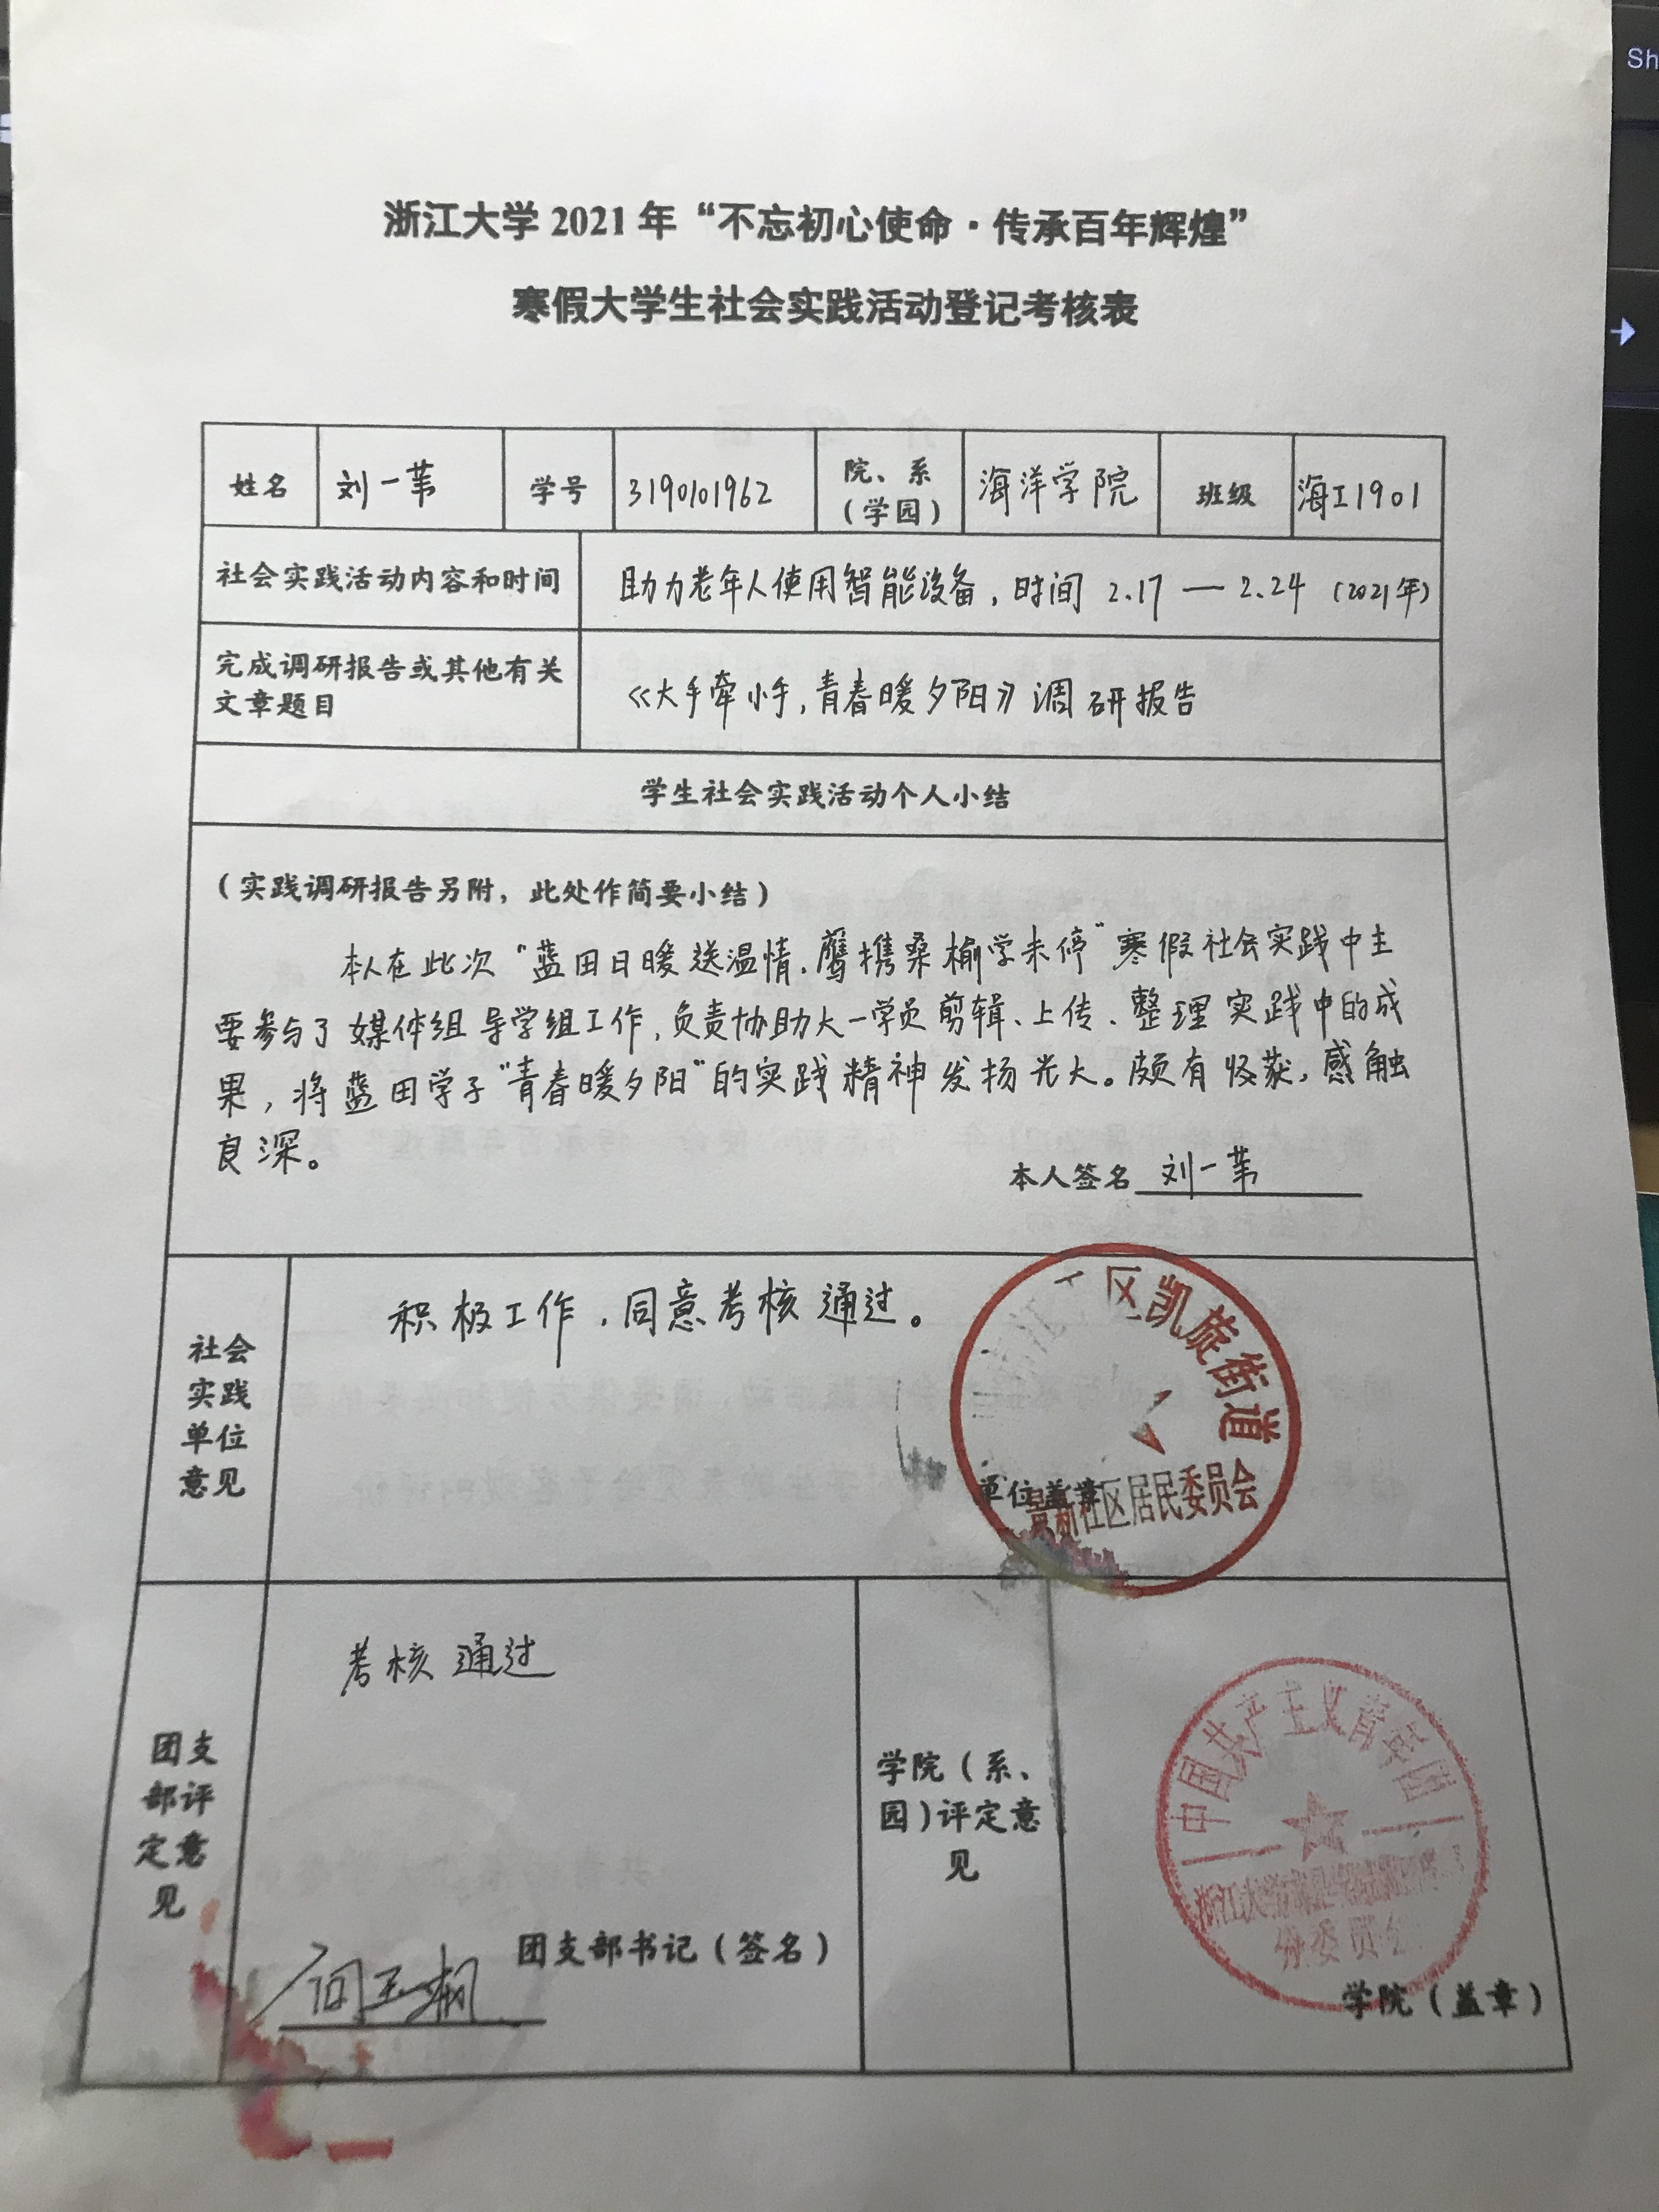 Sh
浙江大学 2021 年“不忘初心使命·传承百年辉煌”
寒假大学生社会实践活动登记考核表
姓名 刘一苇 学号 3190101962 院、系（学园） 海洋学院 班级 海工1901
社会实践活动内容和时间 助力老年人使用智能设备，时间 2.17 — 2.24 (2021年)
完成调研报告或其他有关文章题目 《大手牵小手，青春暖夕阳》调研报告
学生社会实践活动个人小结
（实践调研报告另附，此处作简要小结）
本人在此次“蓝田日暖送温情，鹰携桑榆学未停”寒假社会实践中主
要参与了媒体组导学组工作，负责协助大一学员剪辑、上传、整理实践中的成
果，将蓝田学子“青春暖夕阳”的实践精神发扬光大。颇有收获，感触
良深。
本人签名 刘一苇
社会
实践
单位
意见
积极工作，同意考核通过。
区凯旋街道
景新社区居民委员会
单位盖章
团支
部评
定意
见
考核通过
团支部书记（签名）
学院（系、
园）评定意
见
中国共产主义青年团
浙江大学
委员会
学院（盖章）